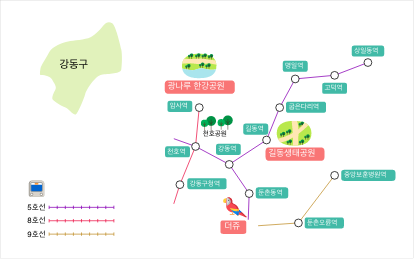 강동구
상일동역
명일역
고덕역
광나루 한강공원
암사역
굽은다리역
천호공원
길동역
천호역
강동역
길동생태공원
강동구청역
둔촌동역
중앙보훈병원역
더쥬
둔촌오륜역
5호선
8호선
9호선